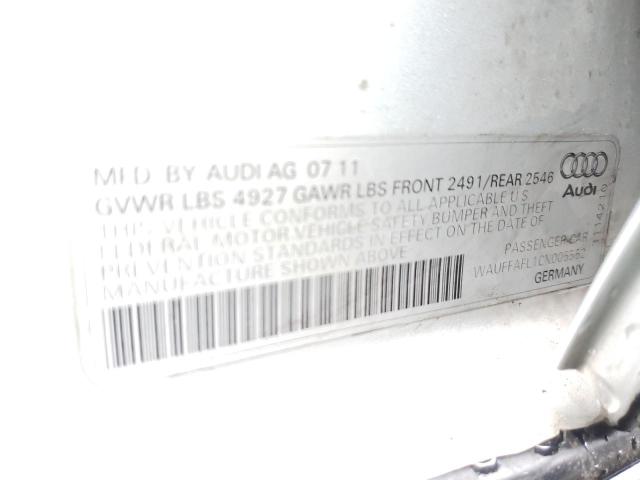 MFD BY AUDI AG 07 11
GVWR LBS 4927 GAWR LBS FRONT 2491/REAR 2546
THIS VEHICLE CONFORMS TO ALL APPLICABLE U S
FEDERAL MOTOR VEHICLE SAFETY BUMPER AND THEFT
PREVENTION STANDARDS IN EFFECT ON THE DATE OF
MANUFACTURE SHOWN ABOVE
PASSENGER CAR
WAUFFAFL1CN005562
GERMANY
Audi